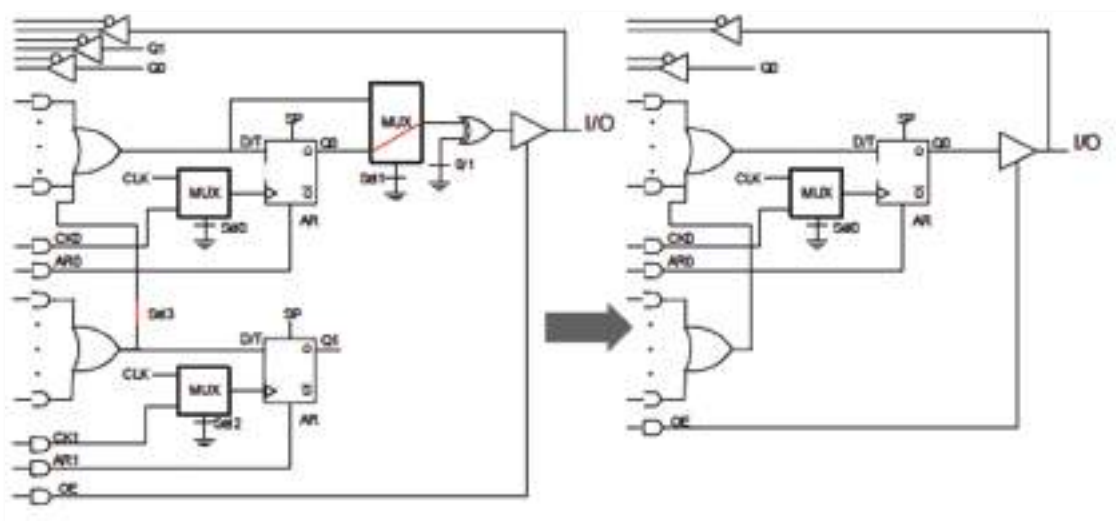 Q1
Q0
Q0
SP
MUX
I/O
I/O
D/T
Q
Q0
D/T
Q
Q0
0/1
CLK
Sel1
CLK
MUX
Q
MUX
Q
Sel0
AR
Sel0
AR
CK0
CK0
AR0
AR0
Sel3
SP
SP
D/T
Q
Q1
CLK
MUX
Q
Sel2
AR
OE
CK1
AR1
OE